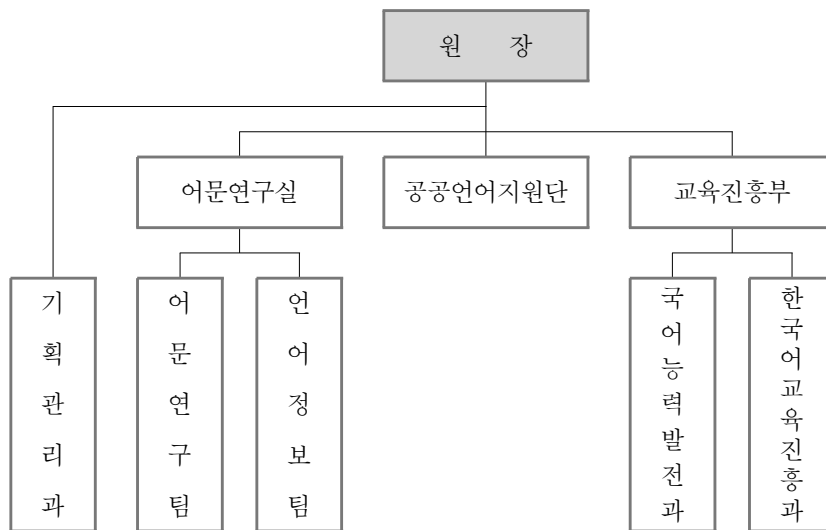 원 장
어문연구실
공공언어지원단
교육진흥부
기획관리과
어문연구팀
언어정보팀
국어능력발전과
한국어교육진흥과